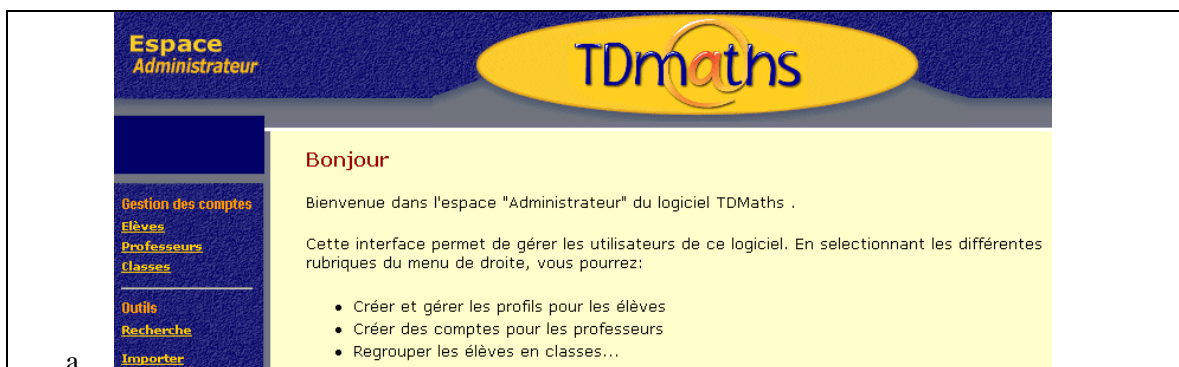 Espace
Administrateur
TDmaths
Bonjour
Bienvenue dans l'espace "Administrateur" du logiciel TDMaths .
Cette interface permet de gérer les utilisateurs de ce logiciel. En selectionnant les différentes
rubriques du menu de droite, vous pourrez:
• Créer et gérer les profils pour les élèves
• Créer des comptes pour les professeurs
• Regrouper les élèves en classes...
Gestion des comptes
Elèves
Professeurs
Classes
Outils
Recherche
Importer
a